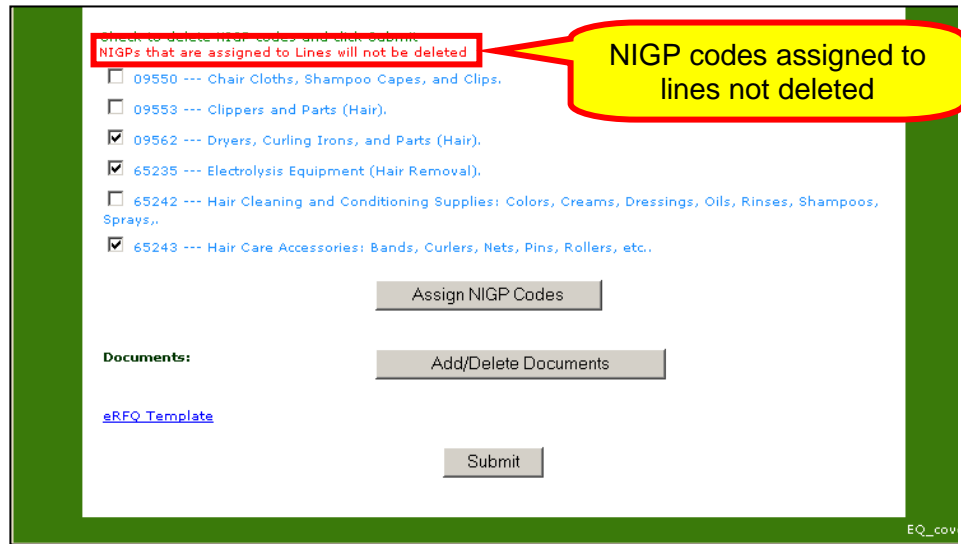 Check to delete NIGP codes and click Submit
NIGPs that are assigned to Lines will not be deleted
NIGP codes assigned to
lines not deleted
09550 --- Chair Cloths, Shampoo Capes, and Clips.
09553 --- Clippers and Parts (Hair).
09562 --- Dryers, Curling Irons, and Parts (Hair).
65235 --- Electrolysis Equipment (Hair Removal).
65242 --- Hair Cleaning and Conditioning Supplies: Colors, Creams, Dressings, Oils, Rinses, Shampoos,
Sprays,.
65243 --- Hair Care Accessories: Bands, Curlers, Nets, Pins, Rollers, etc..
Assign NIGP Codes
Documents:
Add/Delete Documents
eRFQ Template
Submit